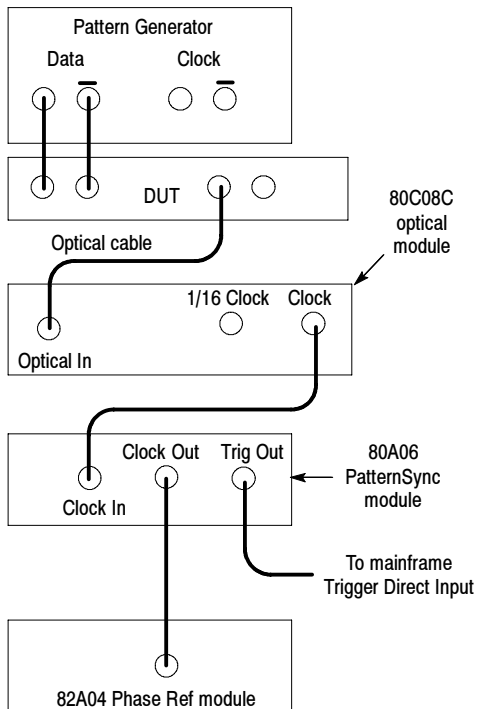 Pattern Generator
Data
Clock
DUT
80C08C
optical
module
Optical cable
1/16 Clock
Clock
Optical In
Clock Out
Trig Out
80A06
PatternSync
module
Clock In
To mainframe
Trigger Direct Input
82A04 Phase Ref module